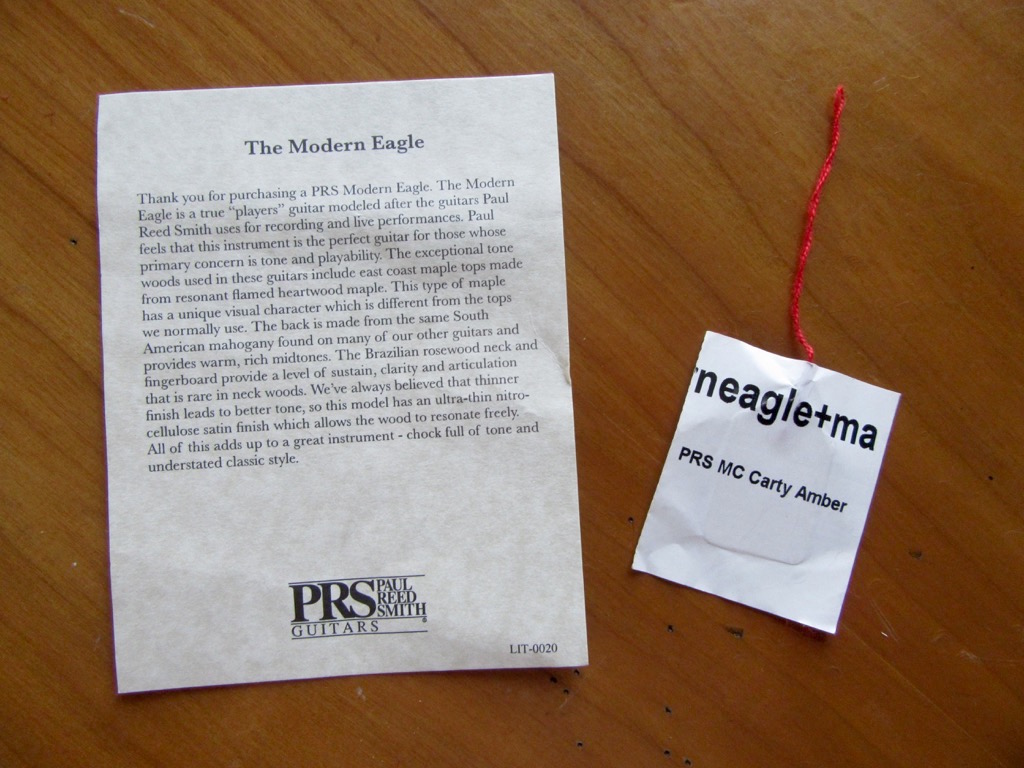 The Modern Eagle
Thank you for purchasing a PRS Modern Eagle. The Modern
Eagle is a true “players” guitar modeled after the guitars Paul
Reed Smith uses for recording and live performances. Paul
feels that this instrument is the perfect guitar for those whose
primary concern is tone and playability. The exceptional tone
woods used in these guitars include east coast maple tops made
from resonant flamed heartwood maple. This type of maple
has a unique visual character which is different from the tops
we normally use. The back is made from the same South
American mahogany found on many of our other guitars and
provides warm, rich midtones. The Brazilian rosewood neck and
fingerboard provide a level of sustain, clarity and articulation
that is rare in neck woods. We’ve always believed that thinner
finish leads to better tone, so this model has an ultra-thin nitro-
cellulose satin finish which allows the wood to resonate freely.
All of this adds up to a great instrument - chock full of tone and
understated classic style.
PRS PAUL
REED
SMITH
GUITARS
LIT-0020
neagle+ma
PRS MC Carty Amber